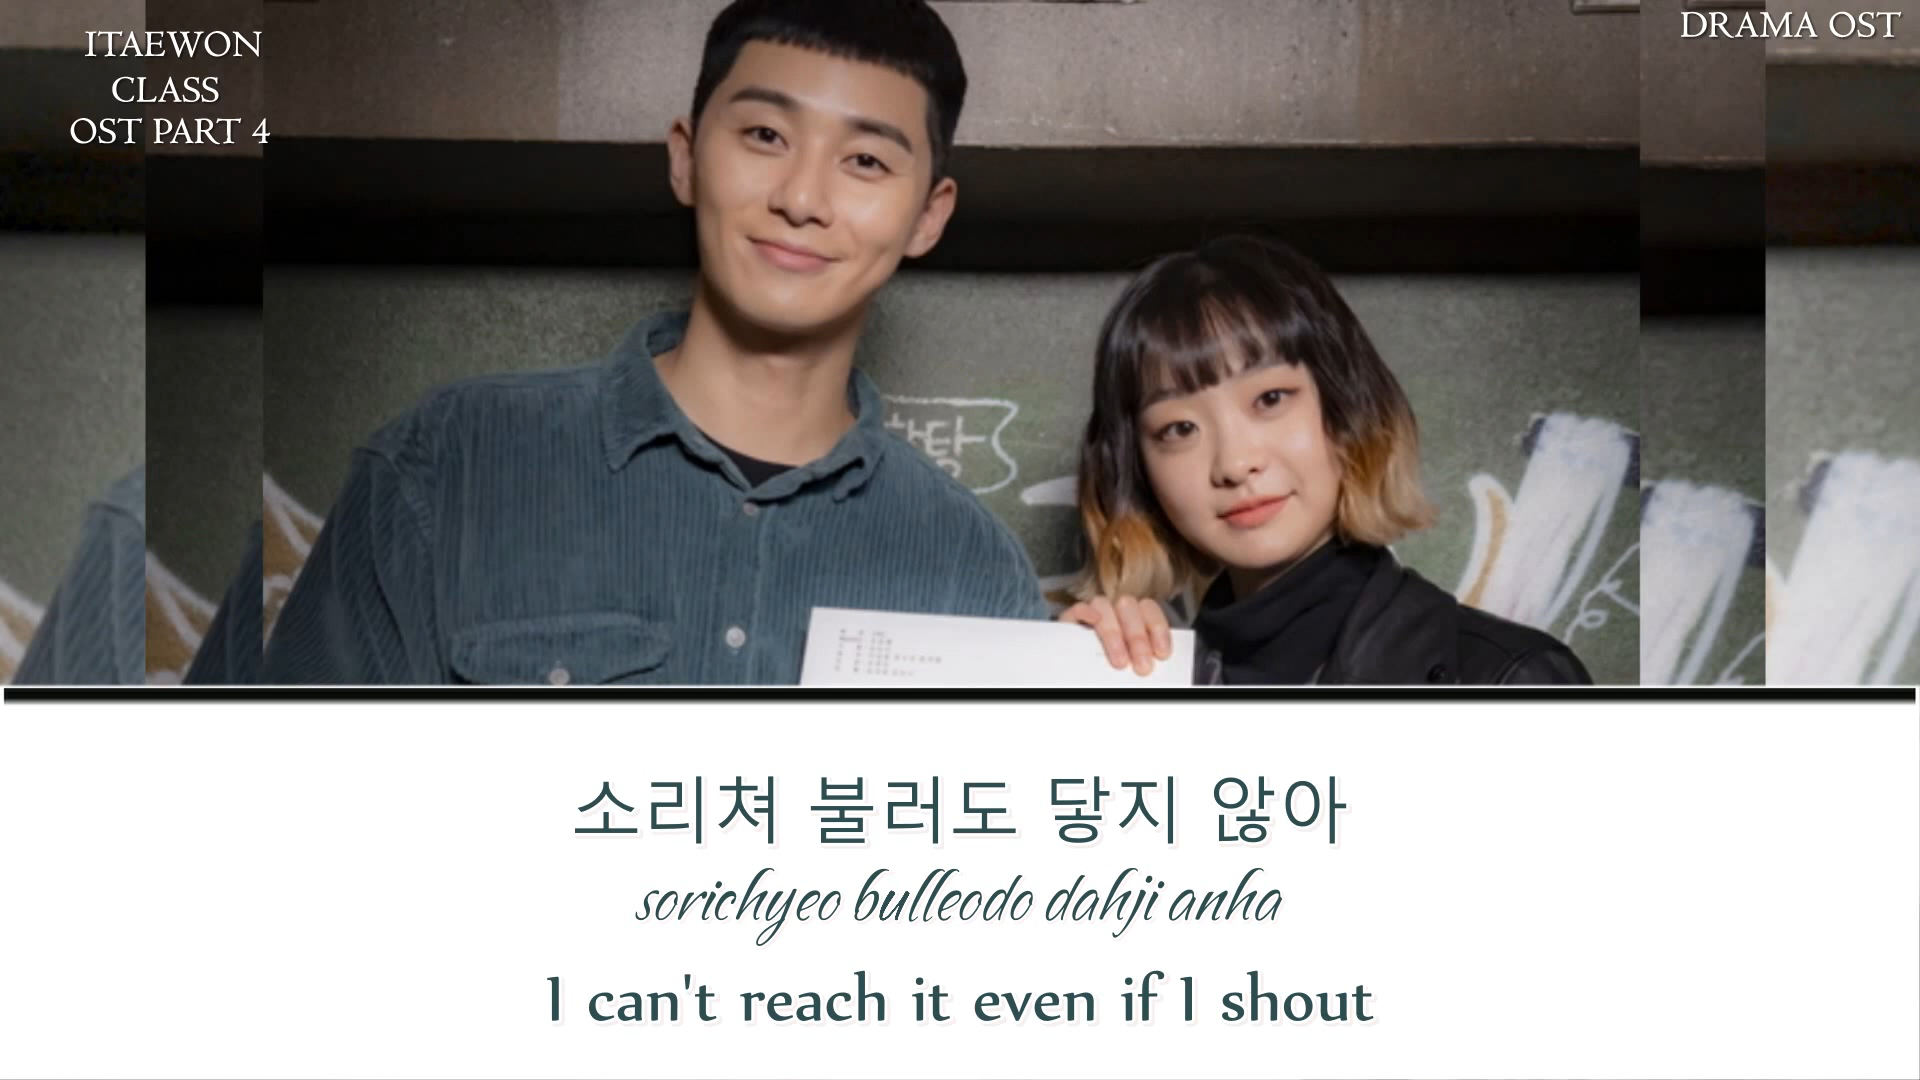 ITAEWON
CLASS
OST PART 4
DRAMA OST
소리쳐 불러도 닿지 않아
sorichyeo bulleodo dahji anha
I can't reach it even if I shout